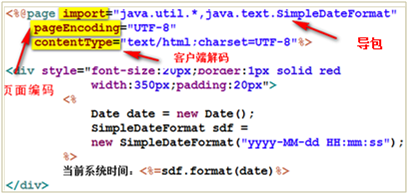 <%@page import="java.util.*,java.text.SimpleDateFormat"
导包
pageEncoding="UTF-8"
contentType="text/html:charset=UTF-8"%>
客户端解码
页面编码
<div style="font-size:20px;border:1px solid red
width:350px;padding:20px">
<%
Date date = new Date();
SimpleDateFormat sdf =
new SimpleDateFormat("yyyy-MM-dd HH:mm:ss");
%>
当前系统时间：<%=sdf.format(date)%>
</div>